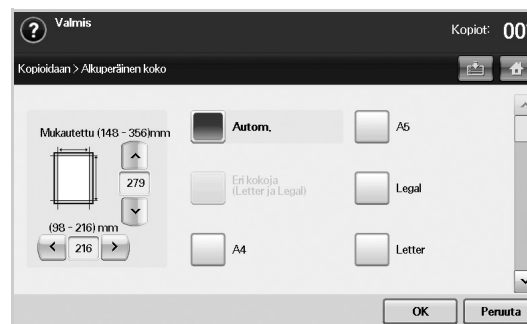 ? Valmis
Kopiot: 00
Kopioidaan > Alkuperäinen koko
Mukautettu (148 - 356)mm
279
(98 - 216) mm
216
Autom.
A5
Eri kokoja
(Letter ja Legal)
Legal
A4
Letter
OK
Peruuta